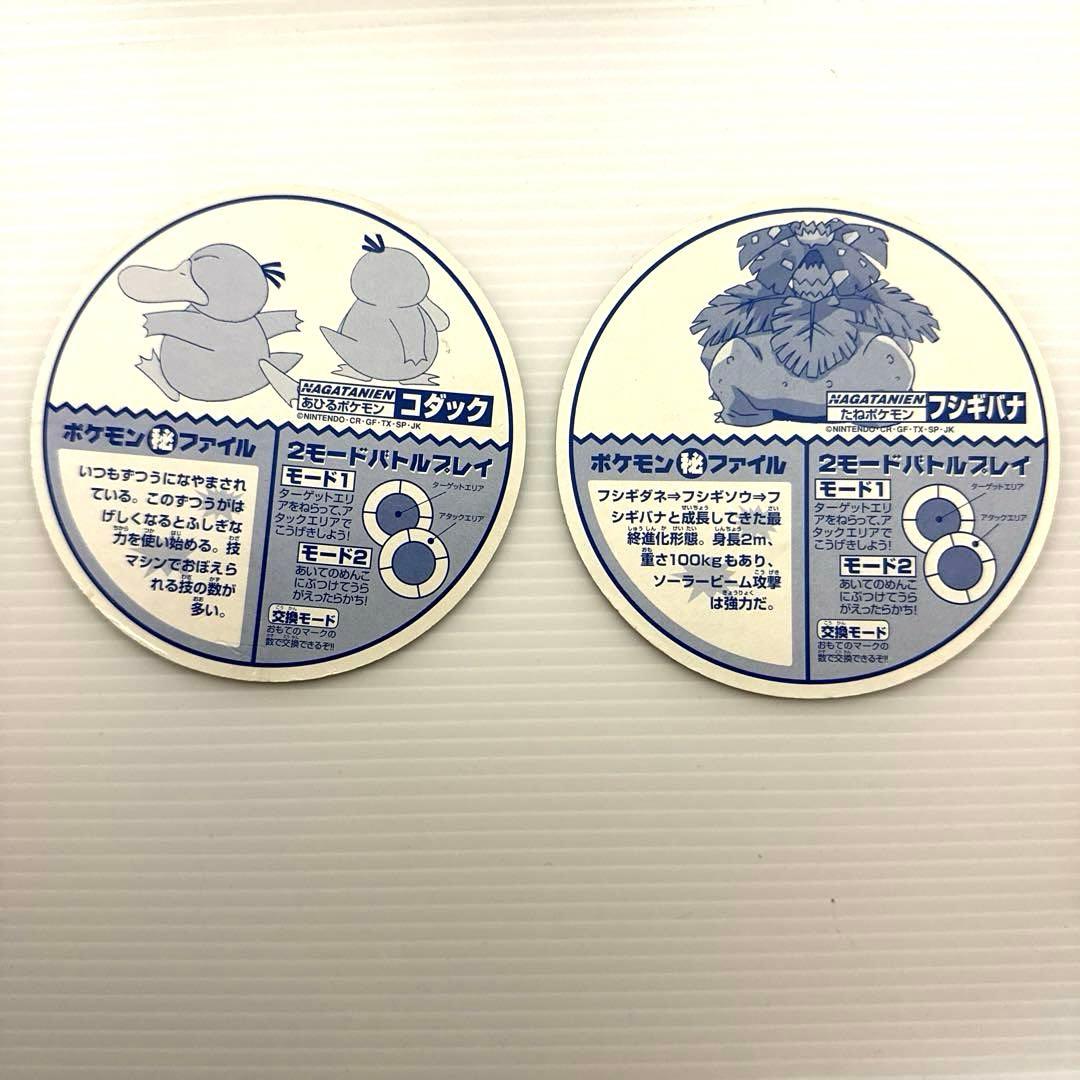 NAGATANIEN
あひるポケモン コダック
©NINTENDO・CR・GF・TX・SP・JK
ポケモン㊙ファイル
いつもずつうになやまされ
ている。このずつうがは
げしくなるとふしぎな
力を使い始める。技
マシンでおぼえら
れる技の数が
多い。
2モードバトルプレイ
モード1
ターゲットエリ
アをねらって、ア
タックエリアで
こうげきしよう!
ターゲットエリア
アタックエリア
モード2
あいてのめんこ
にぶつけてうら
がえったらかち!
交換モード
おもてのマークの
数で交換できるぞ!!
NAGATANIEN
たねポケモン フシギバナ
©NINTENDO・CR・GF・TX・SP・JK
ポケモン㊙ファイル
フシギダネ⇒フシギソウ⇒フ
シギバナと成長してきた最
終進化形態。身長2m、
重さ100kgもあり、
ソーラービーム攻撃
は強力だ。
2モードバトルプレイ
モード1
ターゲットエリ
アをねらって、ア
タックエリアで
こうげきしよう!
ターゲットエリア
アタックエリア
モード2
あいてのめんこ
にぶつけてうら
がえったらかち!
交換モード
おもてのマークの
数で交換できるぞ!!